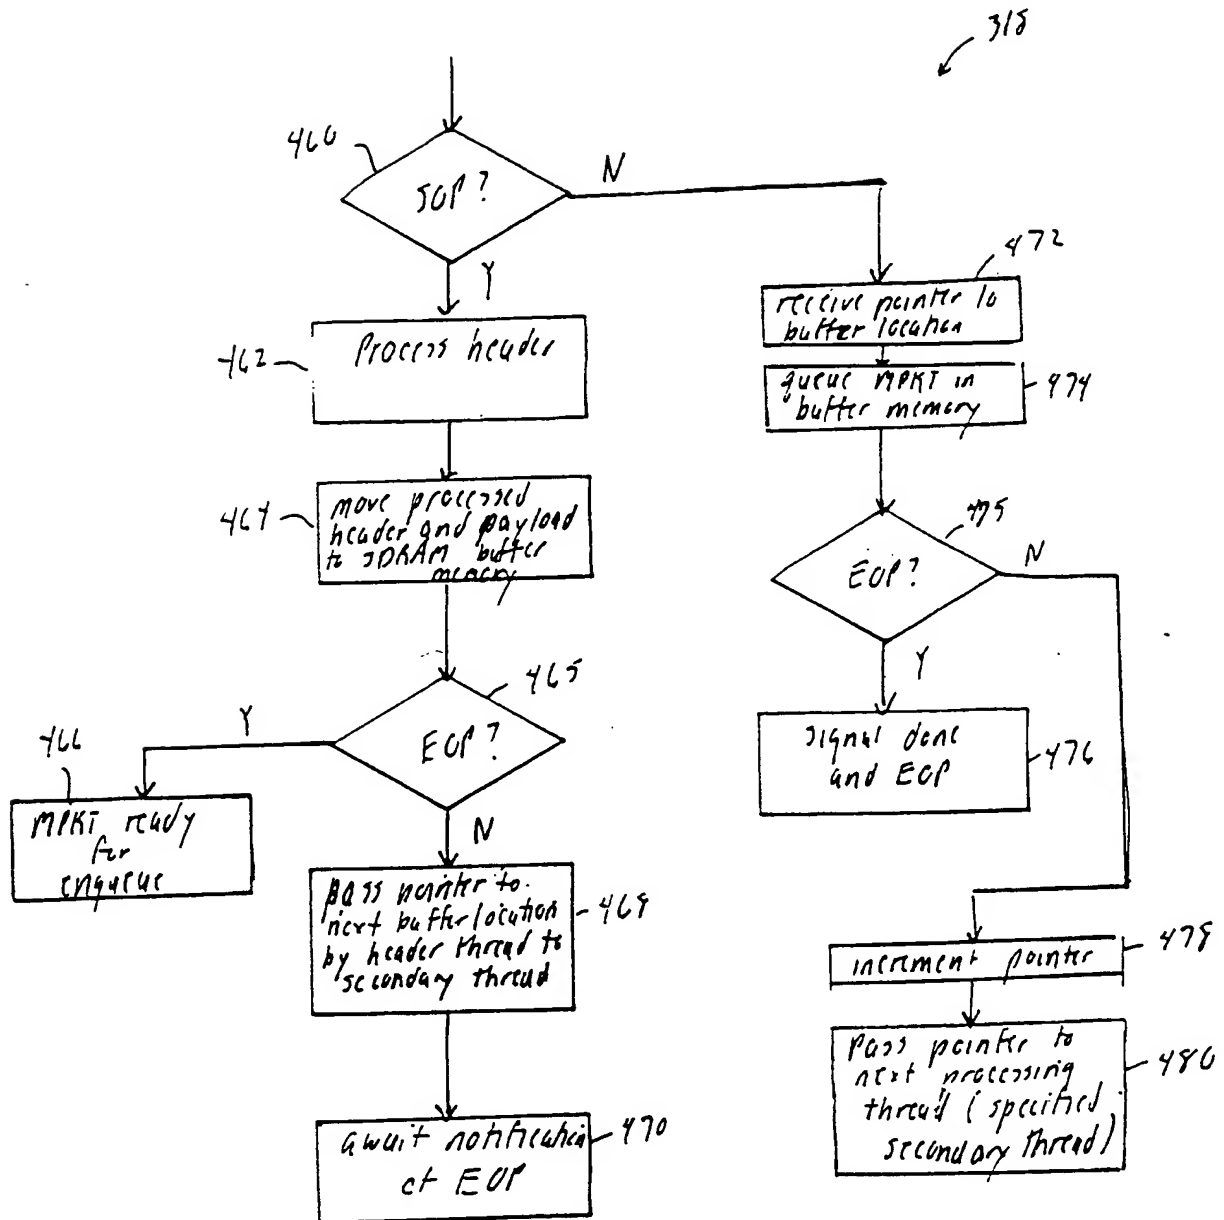 318
460
SOP?
N
Y
462
Process header
464
move processed
header and payload
to SDRAM buffer
memory
465
EOP?
Y
466
MPKT ready
for
enqueue
N
pass pointer to
next buffer location
by header thread to
secondary thread
468
await notification
of EOP
470
472
receive pointer to
buffer location
queue MPKT in
buffer memory
474
475
EOP?
N
Y
signal done
and EOP
476
increment pointer
478
Pass pointer to
next processing
thread (specified
secondary thread)
480